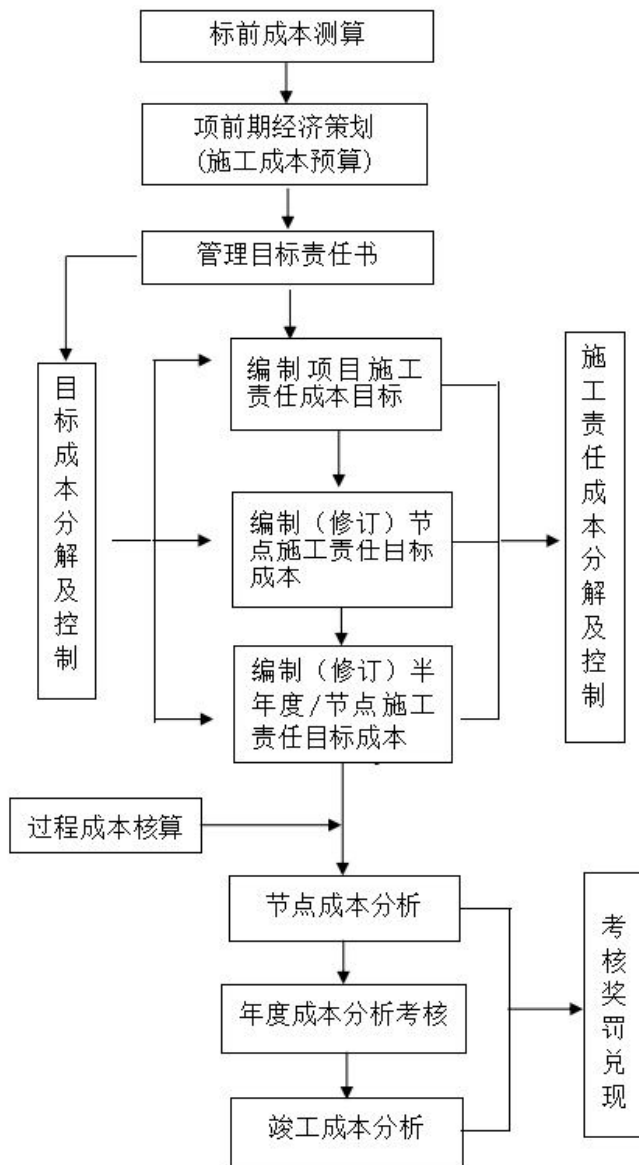 标前成本测算
项前期经济策划
(施工成本预算)
管理目标责任书
目标成本分解及控制
编制项目施工
责任成本目标
编制（修订）节
点施工责任目标
成本
编制（修订）半
年度/节点施工
责任目标成本
施工责任成本分解及控制
过程成本核算
节点成本分析
年度成本分析考核
竣工成本分析
考核奖罚兑现